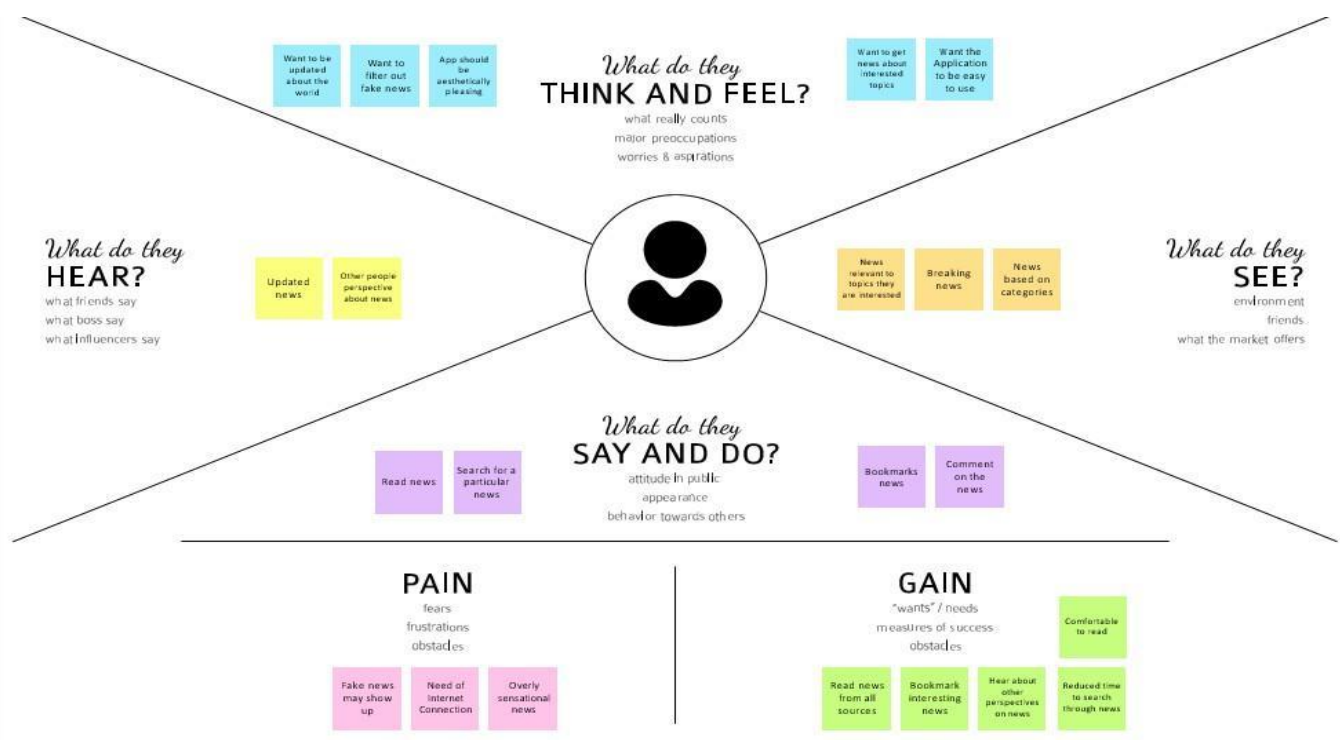 Want to be
updated
about the
world
Want to
filter out
fake news
App should
be
aesthetically
pleasing
What do they
THINK AND FEEL?
what really counts
major preoccupations
worries & aspirations
Want to get
news about
interested
topics
Want the
Application
to be easy
to use
What do they
HEAR?
what friends say
what boss say
what influencers say
Updated
news
Other people
perspective
about news
News
relevant to
topics they
are interested
Breaking
news
News
based on
categories
What do they
SEE?
environment
friends
what the market offers
Read news
Search for a
particular
news
What do they
SAY AND DO?
attitude in public
appearance
behavior towards others
Bookmarks
news
Comment
on the
news
PAIN
fears
frustrations
obstacles
Fake news
may show
up
Need of
Internet
Connection
Overly
sensational
news
GAIN
"wants" / needs
measures of success
obstacles
Comfortable
to read
Read news
from all
sources
Bookmark
interesting
news
Hear about
other
perspectives
on news
Reduced time
to search
through news